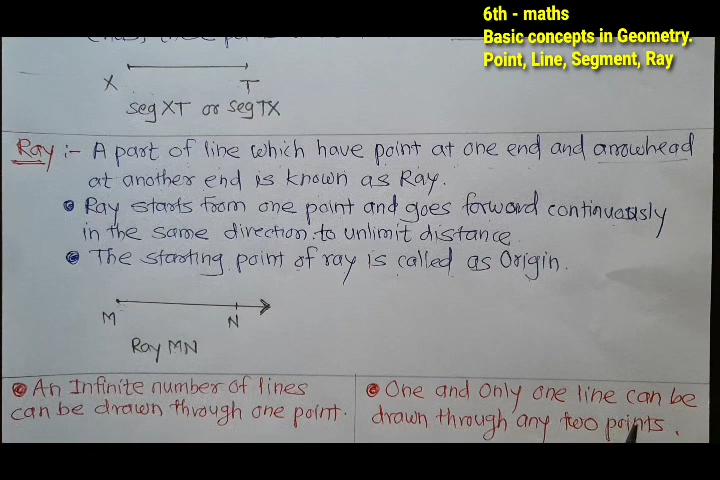 6th - maths
Basic concepts in Geometry.
Point, Line, Segment, Ray
X T
seg XT or seg TX
Ray :- A part of line which have point at one end and arrowhead
at another end is known as Ray.
Ray starts from one point and goes forward continuously
in the same direction to unlimit distance.
The starting point of ray is called as Origin.
M N
Ray MN
An Infinite number of lines
can be drawn through one point.
One and Only one line can be
drawn through any two points.